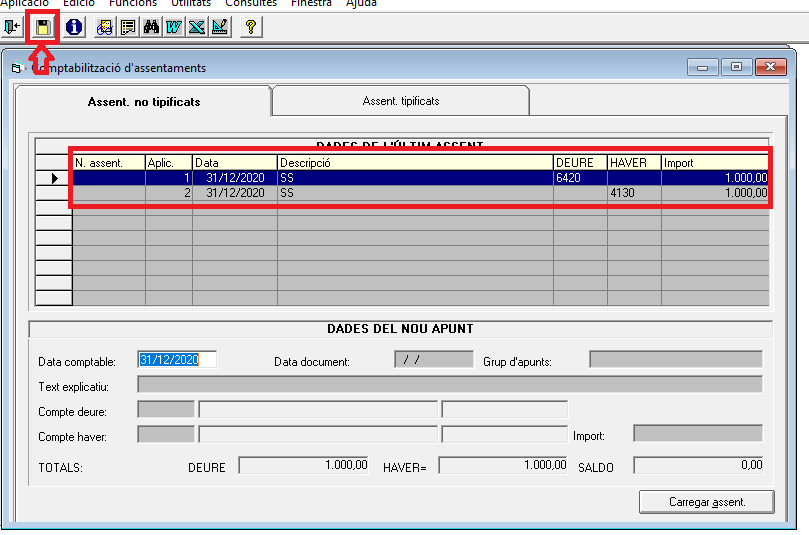 Aplicació Edició Funcions Utilitats Consultes Finestra Ajuda
i W X ?
Comptabilització d'assentaments
Assent. no tipificats Assent. tipificats
DADES DE L'ÚLTIM ASSENT
N. assent. Aplic. Data Descripció DEURE HAVER Import
1 31/12/2020 SS 6420 1.000,00
2 31/12/2020 SS 4130 1.000,00
DADES DEL NOU APUNT
Data comptable: 31/12/2020 Data document: / / Grup d'apunts:
Text explicatiu:
Compte deure:
Compte haver: Import:
TOTALS: DEURE 1.000,00 HAVER= 1.000,00 SALDO 0,00
Carregar assent.